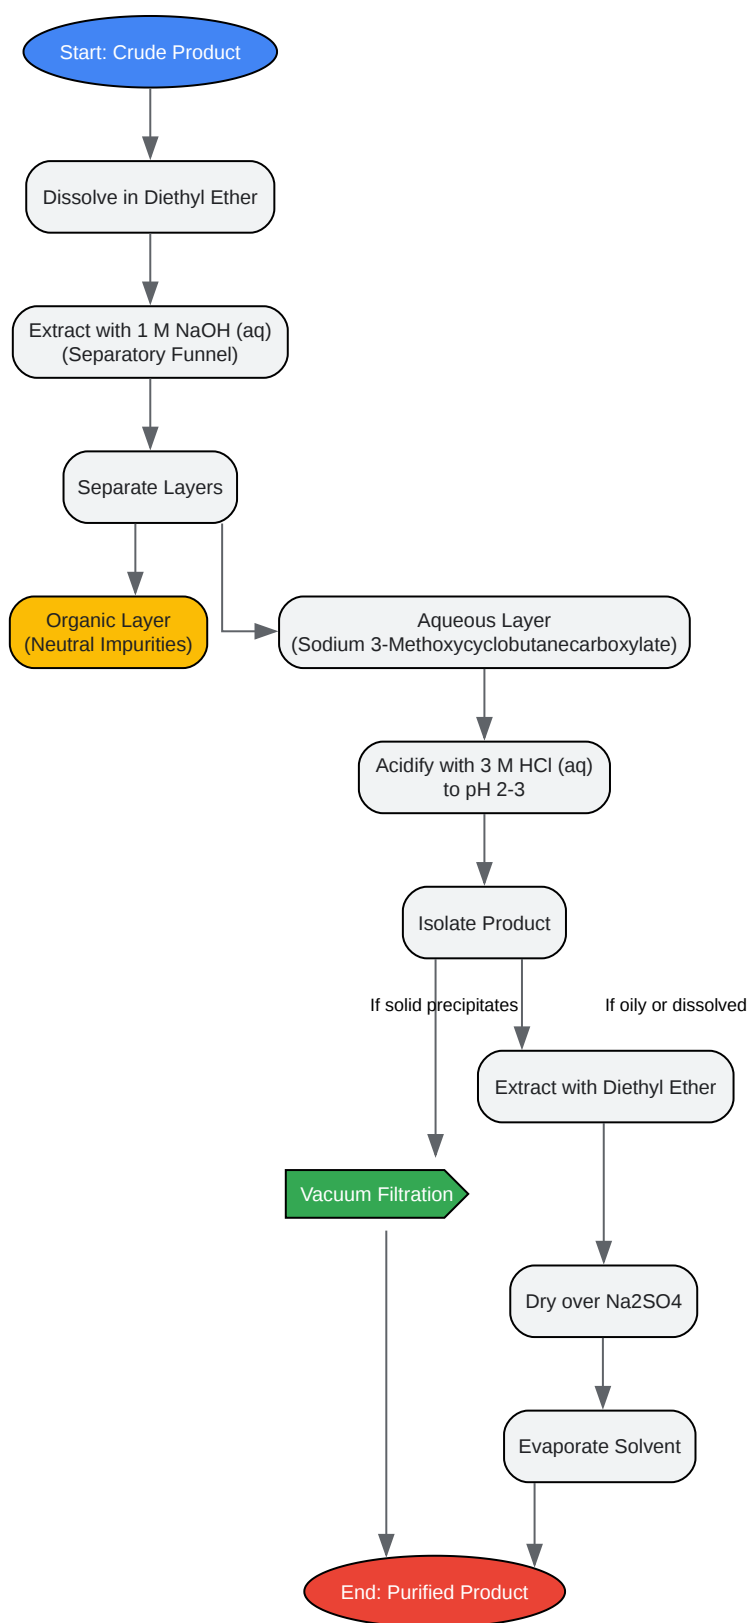 Start: Crude Product
Dissolve in Diethyl Ether
Extract with 1 M NaOH (aq)
(Separatory Funnel)
Separate Layers
Organic Layer
(Neutral Impurities)
Aqueous Layer
(Sodium 3-Methoxycyclobutanecarboxylate)
Acidify with 3 M HCl (aq)
to pH 2-3
Isolate Product
If solid precipitates
If oily or dissolved
Extract with Diethyl Ether
Vacuum Filtration
Dry over Na2SO4
Evaporate Solvent
End: Purified Product